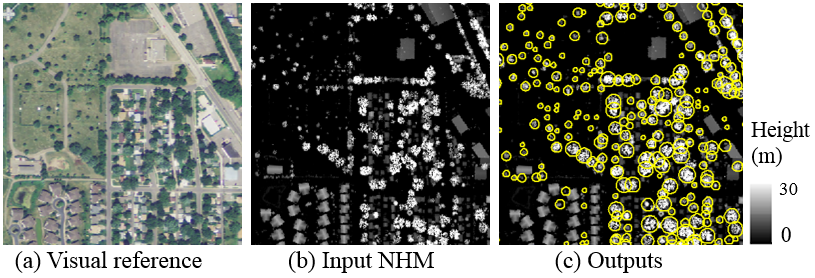 Height
(m)
30
0
(a) Visual reference
(b) Input NHM
(c) Outputs